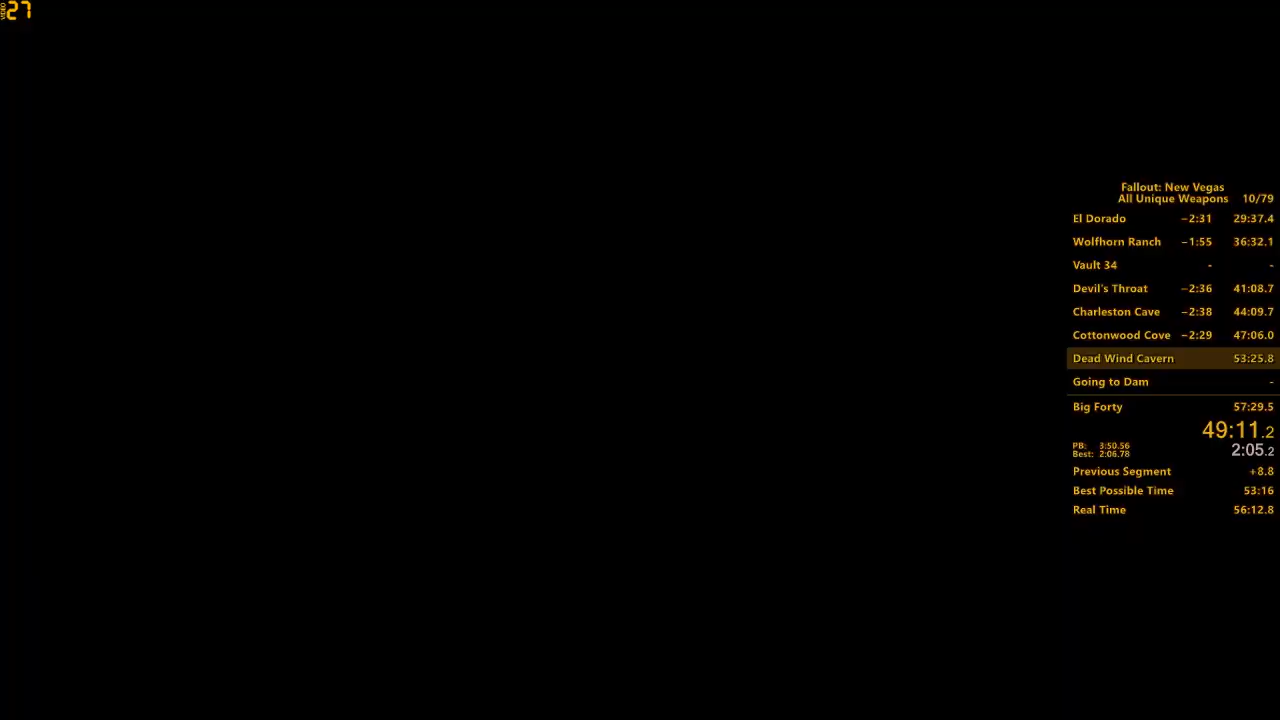 VIDEO 27
Fallout: New Vegas
All Unique Weapons 10/79
El Dorado −2:31 29:37.4
Wolfhorn Ranch −1:55 36:32.1
Vault 34 - -
Devil's Throat −2:36 41:08.7
Charleston Cave −2:38 44:09.7
Cottonwood Cove −2:29 47:06.0
Dead Wind Cavern 53:25.8
Going to Dam -
Big Forty 57:29.5
49:11.2
PB: 3:50.56
Best: 2:06.78
2:05.2
Previous Segment +8.8
Best Possible Time 53:16
Real Time 56:12.8